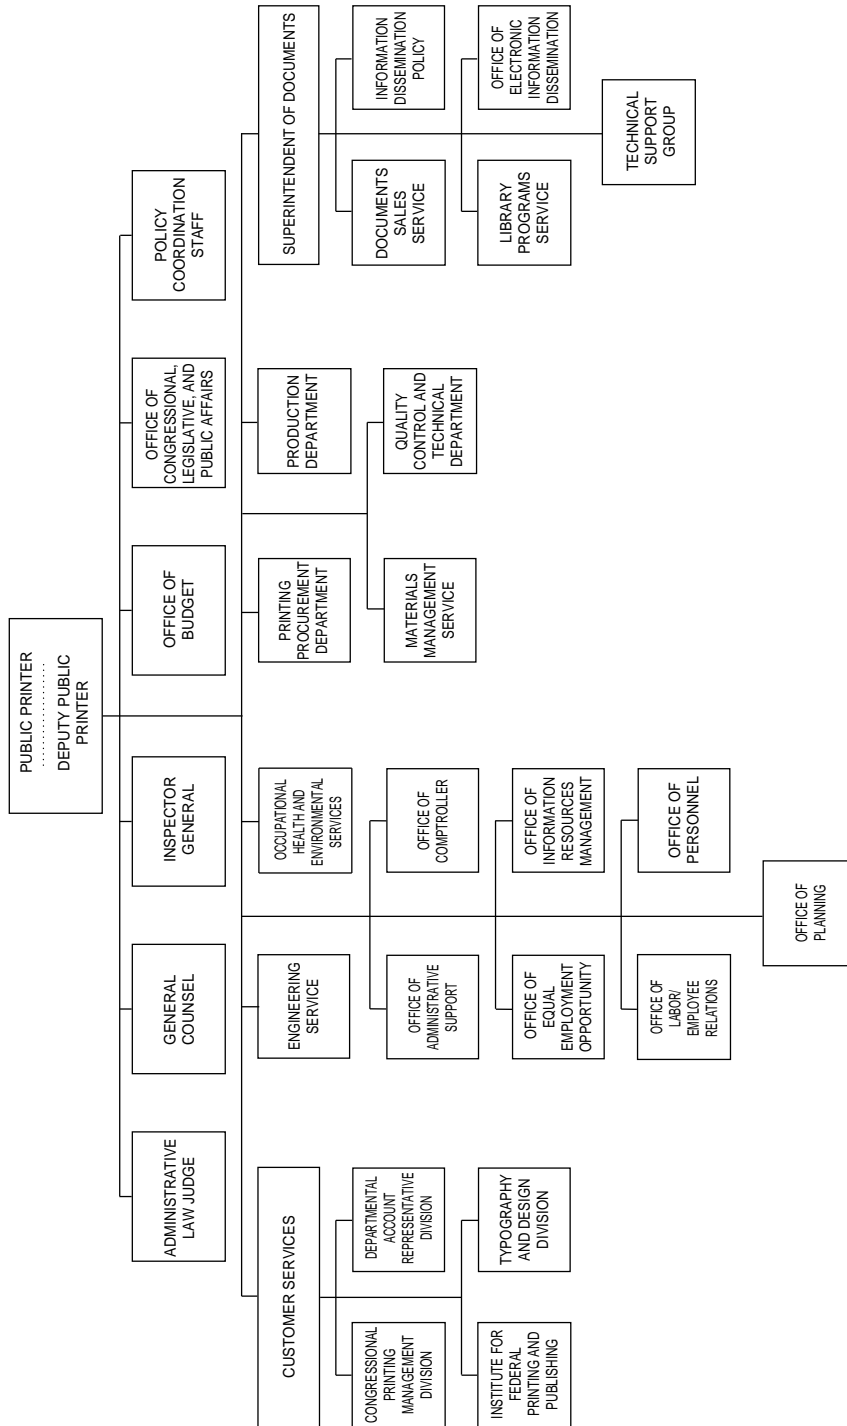 PUBLIC PRINTER
....................
DEPUTY PUBLIC
PRINTER
ADMINISTRATIVE
LAW JUDGE
GENERAL
COUNSEL
INSPECTOR
GENERAL
OFFICE OF
BUDGET
OFFICE OF
CONGRESSIONAL,
LEGISLATIVE, AND
PUBLIC AFFAIRS
POLICY
COORDINATION
STAFF
CUSTOMER SERVICES
ENGINEERING
SERVICE
OCCUPATIONAL
HEALTH AND
ENVIRONMENTAL
SERVICES
PRINTING
PROCUREMENT
DEPARTMENT
PRODUCTION
DEPARTMENT
SUPERINTENDENT OF DOCUMENTS
CONGRESSIONAL
PRINTING
MANAGEMENT
DIVISION
DEPARTMENTAL
ACCOUNT
REPRESENTATIVE
DIVISION
OFFICE OF
ADMINISTRATIVE
SUPPORT
OFFICE OF
COMPTROLLER
MATERIALS
MANAGEMENT
SERVICE
QUALITY
CONTROL AND
TECHNICAL
DEPARTMENT
DOCUMENTS
SALES
SERVICE
INFORMATION
DISSEMINATION
POLICY
INSTITUTE FOR
FEDERAL
PRINTING AND
PUBLISHING
TYPOGRAPHY
AND DESIGN
DIVISION
OFFICE OF
EQUAL
EMPLOYMENT
OPPORTUNITY
OFFICE OF
INFORMATION
RESOURCES
MANAGEMENT
LIBRARY
PROGRAMS
SERVICE
OFFICE OF
ELECTRONIC
INFORMATION
DISSEMINATION
OFFICE OF
LABOR/
EMPLOYEE
RELATIONS
OFFICE OF
PERSONNEL
TECHNICAL
SUPPORT
GROUP
OFFICE OF
PLANNING